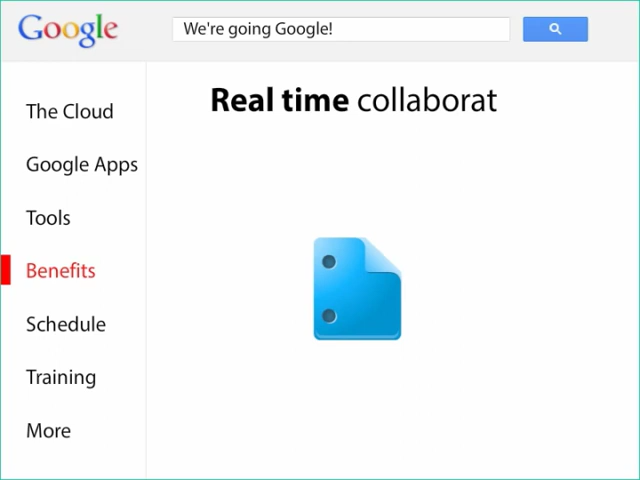 Google
We're going Google!
Real time collaborat
The Cloud
Google Apps
Tools
Benefits
Schedule
Training
More